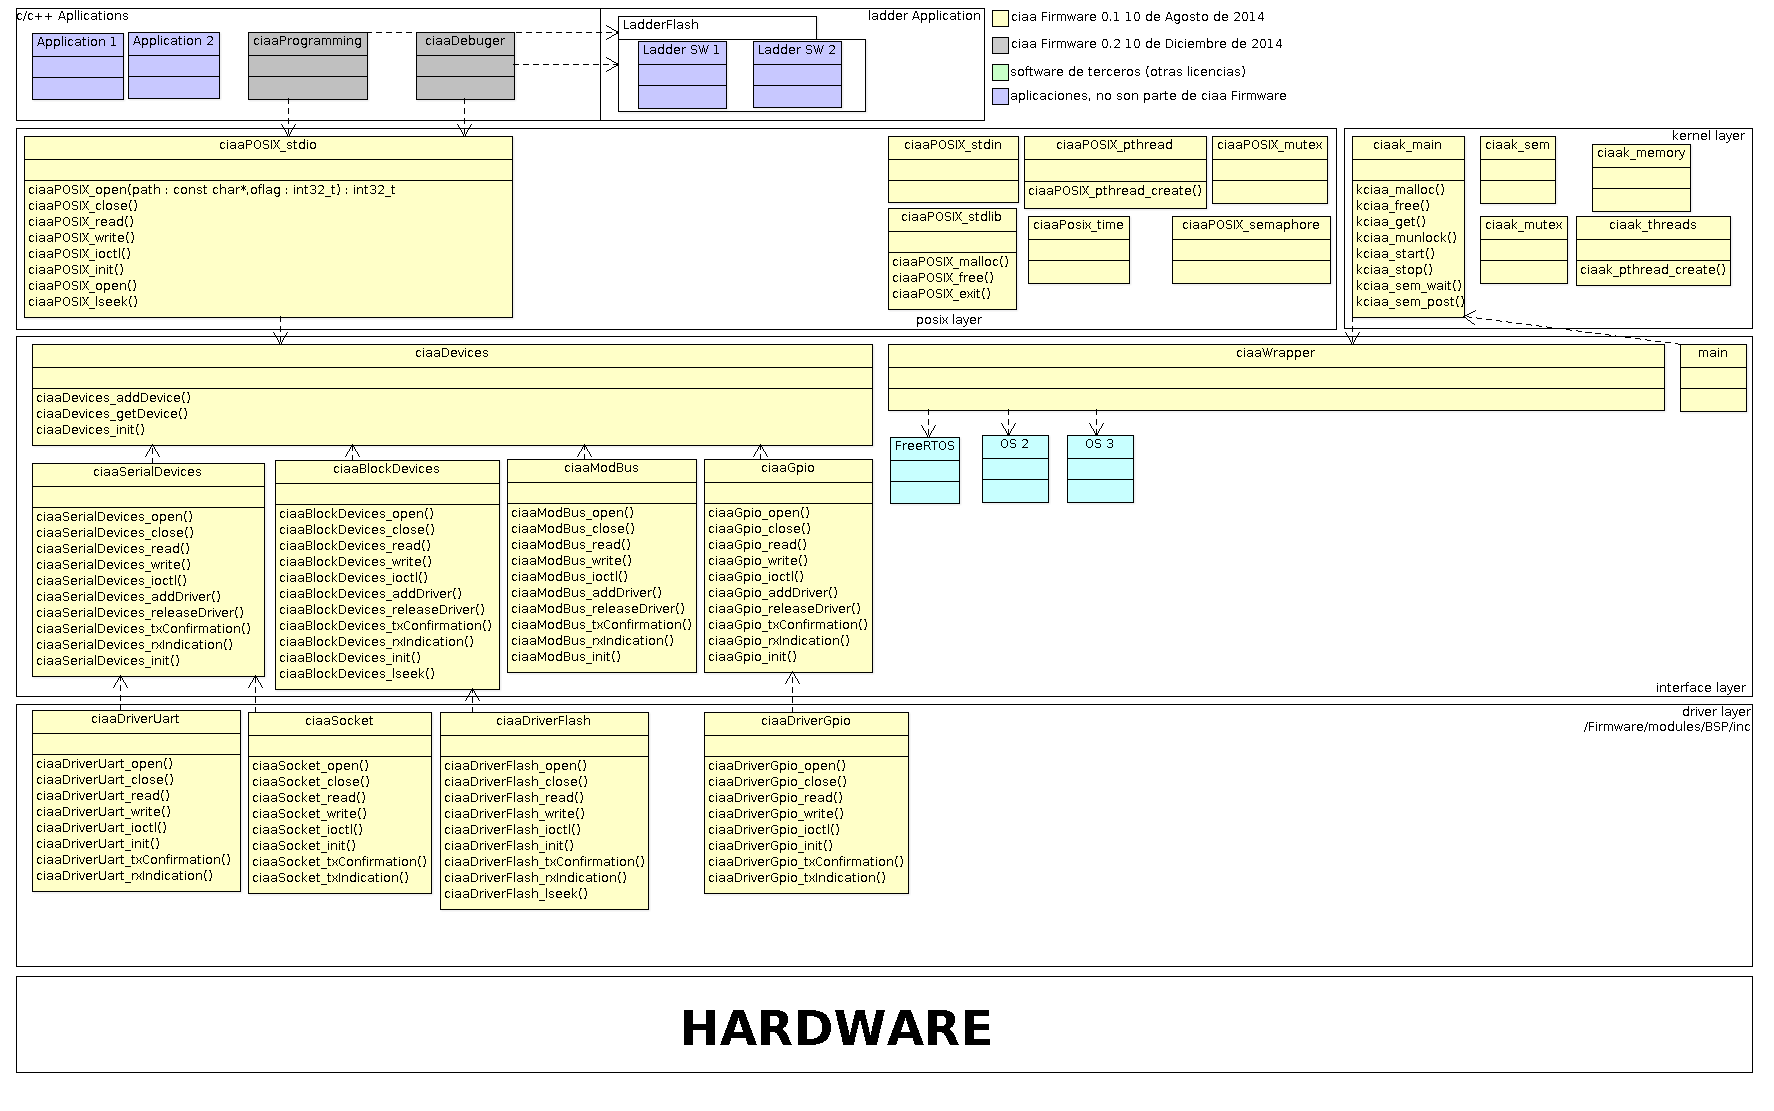 c/c++ Apllications
Application 1
Application 2
ciaaProgramming
ciaaDebuger
ladder Application
LadderFlash
Ladder SW 1
Ladder SW 2
ciaa Firmware 0.1 10 de Agosto de 2014
ciaa Firmware 0.2 10 de Diciembre de 2014
software de terceros (otras licencias)
aplicaciones, no son parte de ciaa Firmware
ciaaPOSIX_stdio
ciaaPOSIX_open(path : const char*,oflag : int32_t) : int32_t
ciaaPOSIX_close()
ciaaPOSIX_read()
ciaaPOSIX_write()
ciaaPOSIX_ioctl()
ciaaPOSIX_init()
ciaaPOSIX_open()
ciaaPOSIX_lseek()
ciaaPOSIX_stdin
ciaaPOSIX_pthread
ciaaPOSIX_pthread_create()
ciaaPOSIX_mutex
ciaaPOSIX_stdlib
ciaaPOSIX_malloc()
ciaaPOSIX_free()
ciaaPOSIX_exit()
ciaaPosix_time
ciaaPOSIX_semaphore
posix layer
kernel layer
ciaak_main
kciaa_malloc()
kciaa_free()
kciaa_get()
kciaa_munlock()
kciaa_start()
kciaa_stop()
kciaa_sem_wait()
kciaa_sem_post()
ciaak_sem
ciaak_memory
ciaak_mutex
ciaak_threads
ciaak_pthread_create()
ciaaDevices
ciaaDevices_addDevice()
ciaaDevices_getDevice()
ciaaDevices_init()
ciaaWrapper
main
FreeRTOS
OS 2
OS 3
ciaaSerialDevices
ciaaSerialDevices_open()
ciaaSerialDevices_close()
ciaaSerialDevices_read()
ciaaSerialDevices_write()
ciaaSerialDevices_ioctl()
ciaaSerialDevices_addDriver()
ciaaSerialDevices_releaseDriver()
ciaaSerialDevices_txConfirmation()
ciaaSerialDevices_rxIndication()
ciaaSerialDevices_init()
ciaaBlockDevices
ciaaBlockDevices_open()
ciaaBlockDevices_close()
ciaaBlockDevices_read()
ciaaBlockDevices_write()
ciaaBlockDevices_ioctl()
ciaaBlockDevices_addDriver()
ciaaBlockDevices_releaseDriver()
ciaaBlockDevices_txConfirmation()
ciaaBlockDevices_rxIndication()
ciaaBlockDevices_init()
ciaaBlockDevices_lseek()
ciaaModBus
ciaaModBus_open()
ciaaModBus_close()
ciaaModBus_read()
ciaaModBus_write()
ciaaModBus_ioctl()
ciaaModBus_addDriver()
ciaaModBus_releaseDriver()
ciaaModBus_txConfirmation()
ciaaModBus_rxIndication()
ciaaModBus_init()
ciaaGpio
ciaaGpio_open()
ciaaGpio_close()
ciaaGpio_read()
ciaaGpio_write()
ciaaGpio_ioctl()
ciaaGpio_addDriver()
ciaaGpio_releaseDriver()
ciaaGpio_txConfirmation()
ciaaGpio_rxIndication()
ciaaGpio_init()
interface layer
driver layer
/Firmware/modules/BSP/inc
ciaaDriverUart
ciaaDriverUart_open()
ciaaDriverUart_close()
ciaaDriverUart_read()
ciaaDriverUart_write()
ciaaDriverUart_ioctl()
ciaaDriverUart_init()
ciaaDriverUart_txConfirmation()
ciaaDriverUart_rxIndication()
ciaaSocket
ciaaSocket_open()
ciaaSocket_close()
ciaaSocket_read()
ciaaSocket_write()
ciaaSocket_ioctl()
ciaaSocket_init()
ciaaSocket_txConfirmation()
ciaaSocket_txIndication()
ciaaDriverFlash
ciaaDriverFlash_open()
ciaaDriverFlash_close()
ciaaDriverFlash_read()
ciaaDriverFlash_write()
ciaaDriverFlash_ioctl()
ciaaDriverFlash_init()
ciaaDriverFlash_txConfirmation()
ciaaDriverFlash_rxIndication()
ciaaDriverFlash_lseek()
ciaaDriverGpio
ciaaDriverGpio_open()
ciaaDriverGpio_close()
ciaaDriverGpio_read()
ciaaDriverGpio_write()
ciaaDriverGpio_ioctl()
ciaaDriverGpio_init()
ciaaDriverGpio_txConfirmation()
ciaaDriverGpio_txIndication()
HARDWARE